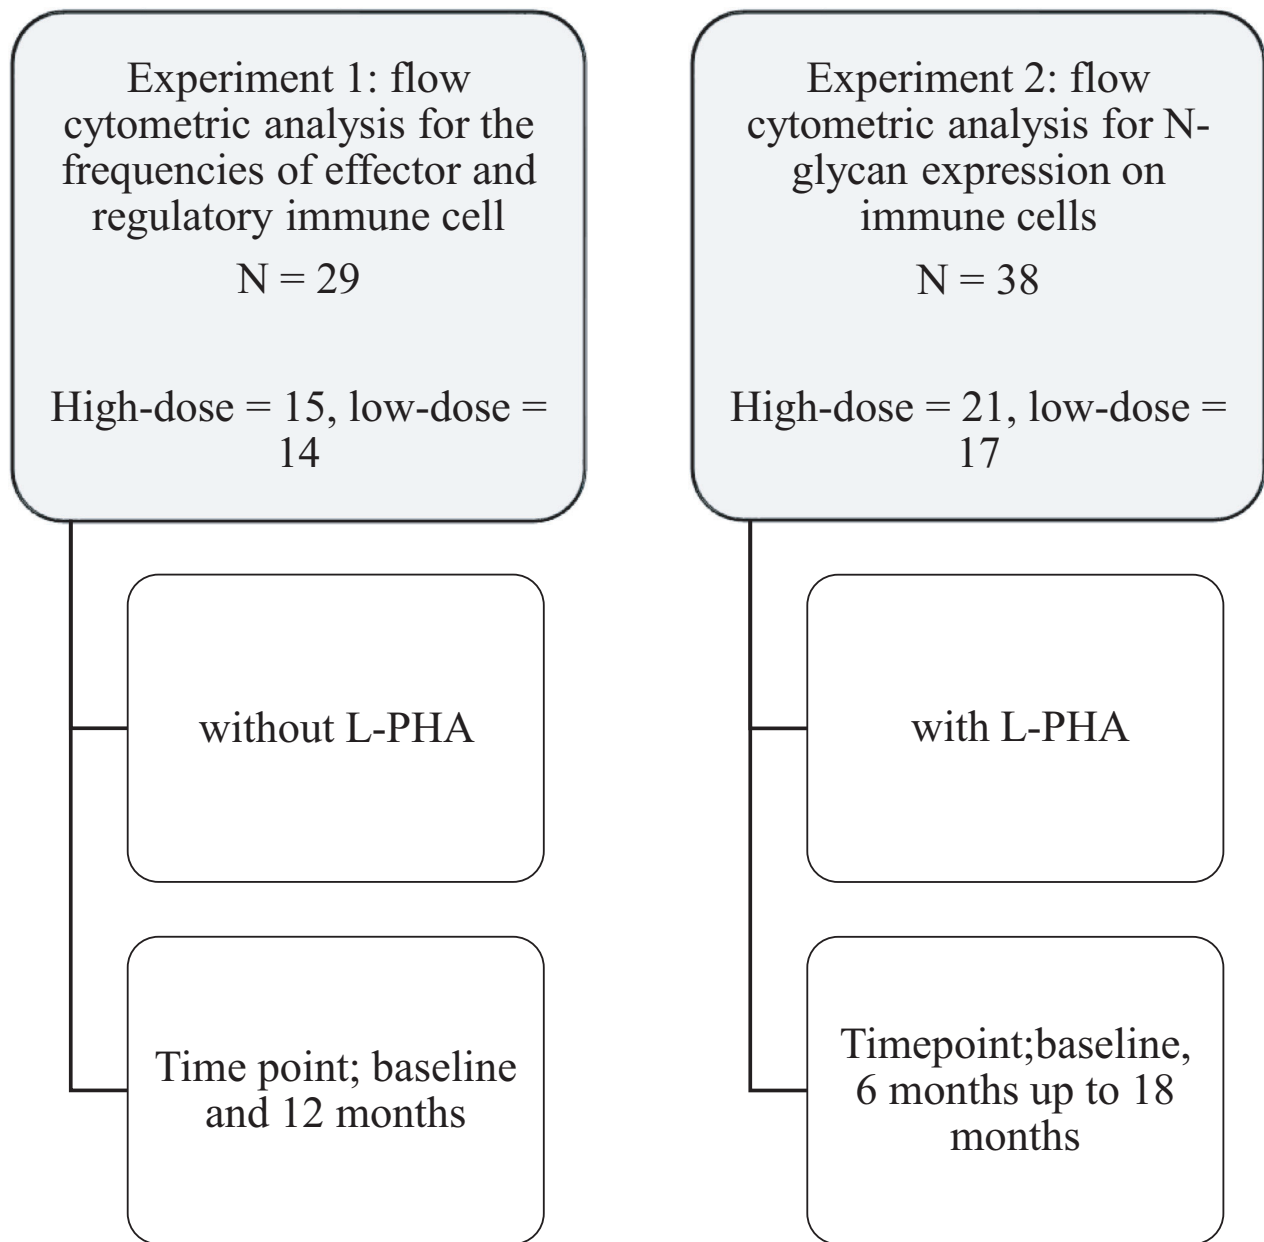 Experiment 1: flow
cytometric analysis for the
frequencies of effector and
regulatory immune cell
N = 29
High-dose = 15, low-dose =
14
without L-PHA
Time point; baseline
and 12 months
Experiment 2: flow
cytometric analysis for N-
glycan expression on
immune cells
N = 38
High-dose = 21, low-dose =
17
with L-PHA
Timepoint;baseline,
6 months up to 18
months